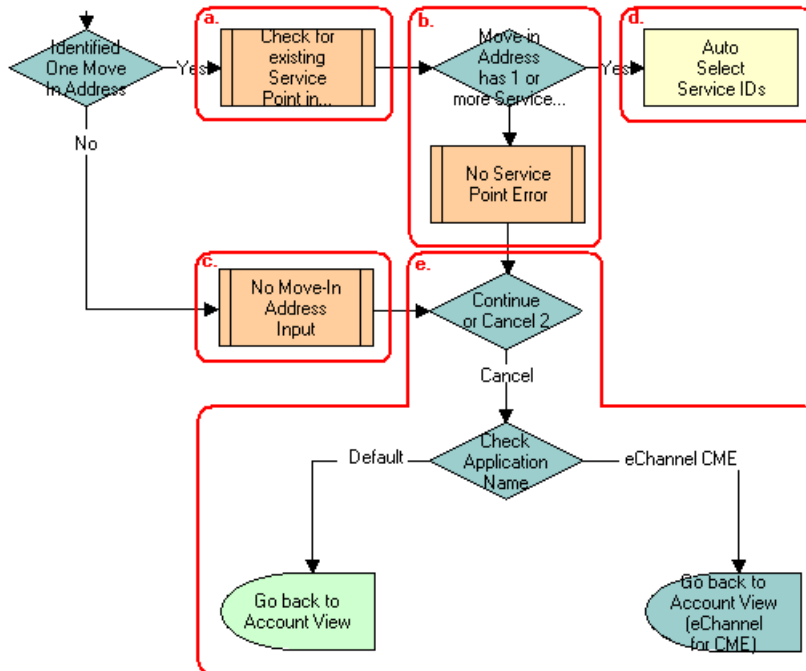 a.
b.
d.
Identified
One Move
In Address
Yes
Check for
existing
Service
Point in...
Move-in
Address
has 1 or
more Service...
Yes
Auto
Select
Service IDs
No
No Service
Point Error
c.
e.
No Move-In
Address
Input
Continue
or Cancel 2
Cancel
Check
Application
Name
Default
eChannel CME
Go back to
Account View
Go back to
Account View
(eChannel
for CME)